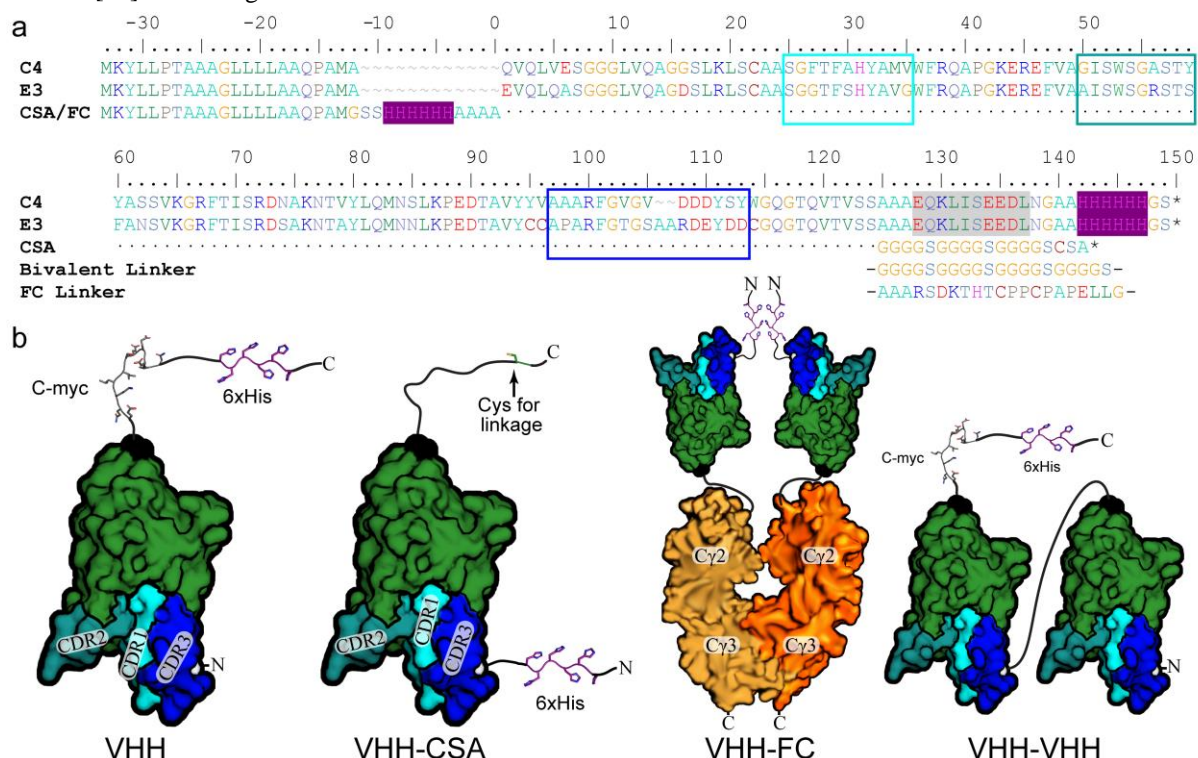 a
-30 -20 -10 0 10 20 30 40 50
C4 MKYLLPTAAAGLLLLAAQPAMA~~~~~~~~~~~~QVQLVESGGGLVQAGGSLKLSCAASGFTFAHYAMVWFRQAPGKEREFVAGISWSGASTY
E3 MKYLLPTAAAGLLLLAAQPAMA~~~~~~~~~~~~EVQLQASGGGLVQAGDSLRLSCAASGGTFSHYAVGWFRQAPGKEREFVAAISWSGRSTS
CSA/FC MKYLLPTAAAGLLLLAAQPAMGSSHHHHHHAAAA
60 70 80 90 100 110 120 130 140 150
C4 YASSVKGRFTISRDNAKNTVYLQMNSLKPEDTAVYYVAAARFGVGV~~DDDYSYWGQGTQVTVSSAAAEQKLISEEDLNGAAHHHHHHGS*
E3 FANSVKGRFTISRDSAKNTAYLQMNSLKPEDTAVYCCAPARFGTGSAARDEYDDCGQGTQVTVSSAAAEQKLISEEDLNGAAHHHHHHGS*
CSA GGGGSGGGGSGGGGSCSA*
Bivalent Linker -GGGGSGGGGSGGGGSGGGGS-
FC Linker -AAARSDKTHTCPPCPAPELLG-
b
C-myc
6xHis
C
CDR2
CDR1
CDR3
N
VHH
C
Cys for
linkage
CDR2
CDR1
CDR3
6xHis
N
VHH-CSA
N N
Cγ2 Cγ2
Cγ3 Cγ3
C C
VHH-FC
C-myc
6xHis
C
N
VHH-VHH